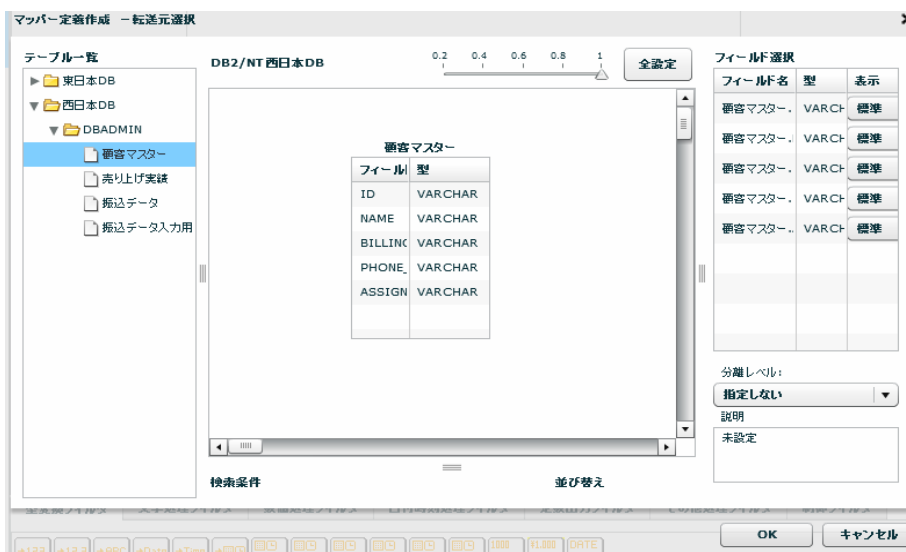 マッパー定義作成 －転送元選択
テーブル一覧
東日本DB
西日本DB
DBADMIN
顧客マスター
売り上げ実績
振込データ
振込データ入力用
DB2/NT 西日本DB
0.2 0.4 0.6 0.8 1
全設定
顧客マスター
フィール 型
ID VARCHAR
NAME VARCHAR
BILLINC VARCHAR
PHONE_ VARCHAR
ASSIGN VARCHAR
検索条件 並び替え
フィールド選択
フィールド名 型 表示
顧客マスター. VARCH 標準
顧客マスター. VARCH 標準
顧客マスター. VARCH 標準
顧客マスター. VARCH 標準
顧客マスター.. VARCH 標準
分離レベル:
指定しない
説明
未設定
OK キャンセル
DATE